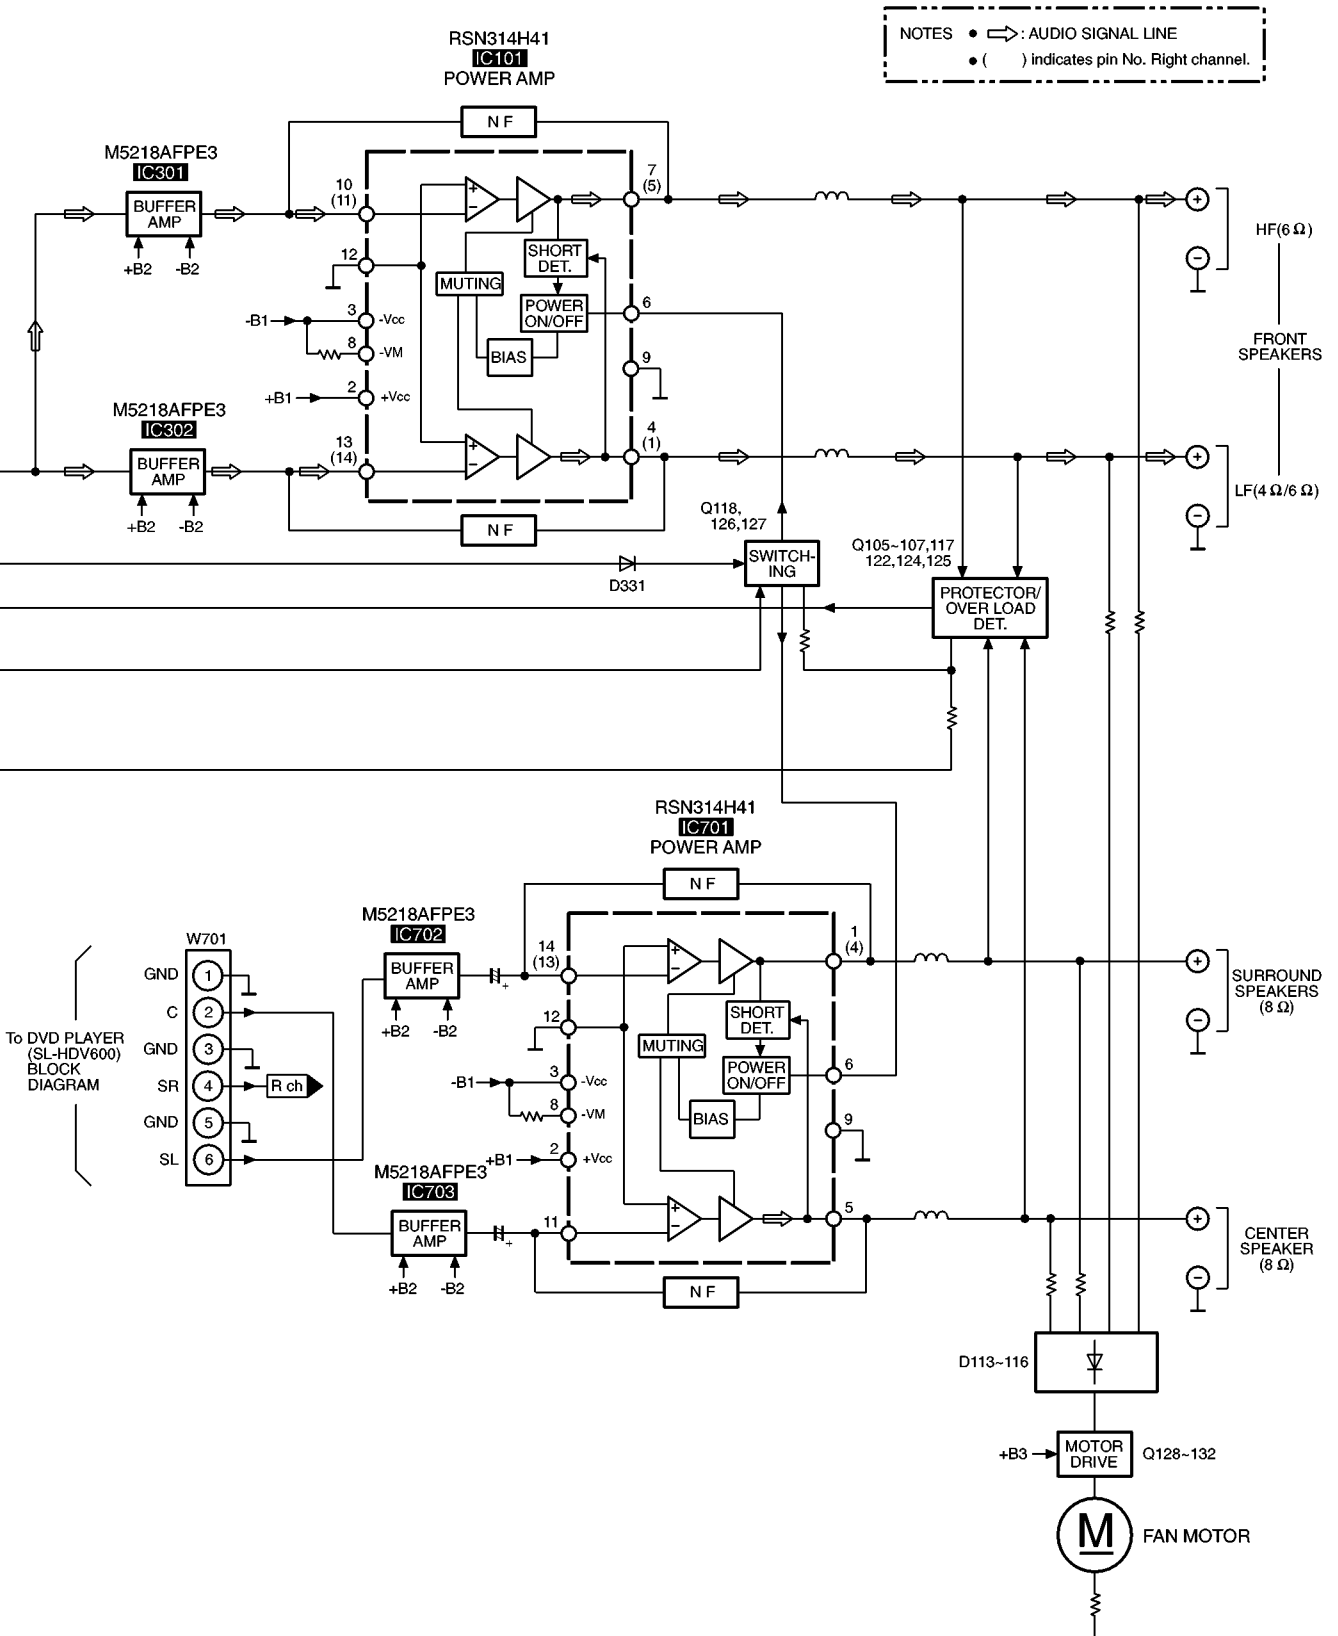 NOTES ● : AUDIO SIGNAL LINE
● ( ) indicates pin No. Right channel.
RSN314H41
IC101
POWER AMP
N F
M5218AFPE3
IC301
BUFFER
AMP
+B2 -B2
10
(11)
7
(5)
+
−
SHORT
DET.
12
MUTING
POWER
ON/OFF
6
-B1
3
-Vcc
8
-VM
BIAS
9
+B1
2
+Vcc
+
−
HF(6 Ω)
FRONT
SPEAKERS
M5218AFPE3
IC302
BUFFER
AMP
+B2 -B2
13
(14)
+
−
4
(1)
N F
+
−
LF(4 Ω/6 Ω)
Q118,
126,127
SWITCH-
ING
D331
Q105~107,117
122,124,125
PROTECTOR/
OVER LOAD
DET.
RSN314H41
IC701
POWER AMP
N F
M5218AFPE3
IC702
BUFFER
AMP
+B2 -B2
+
14
(13)
1
(4)
+
−
SHORT
DET.
12
MUTING
POWER
ON/OFF
6
-B1
3
-Vcc
8
-VM
BIAS
9
+B1
2
+Vcc
+
−
SURROUND
SPEAKERS
(8 Ω)
W701
GND 1
C 2
GND 3
SR 4 R ch
GND 5
SL 6
To DVD PLAYER
(SL-HDV600)
BLOCK
DIAGRAM
M5218AFPE3
IC703
BUFFER
AMP
+B2 -B2
+
11
+
−
5
N F
+
−
CENTER
SPEAKER
(8 Ω)
D113~116
+B3
MOTOR
DRIVE
Q128~132
M
FAN MOTOR